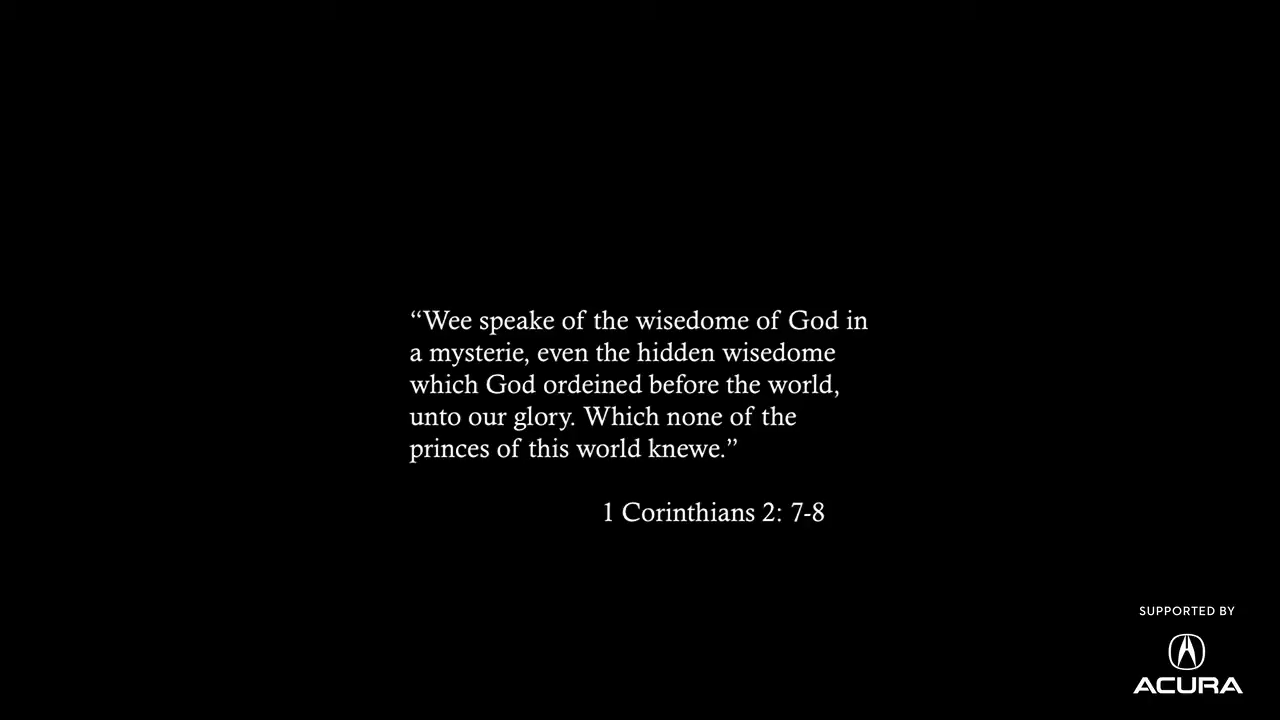 “Wee speake of the wisedome of God in
a mysterie, even the hidden wisedome
which God ordeined before the world,
unto our glory. Which none of the
princes of this world knewe.”
1 Corinthians 2: 7-8
SUPPORTED BY
ACURA